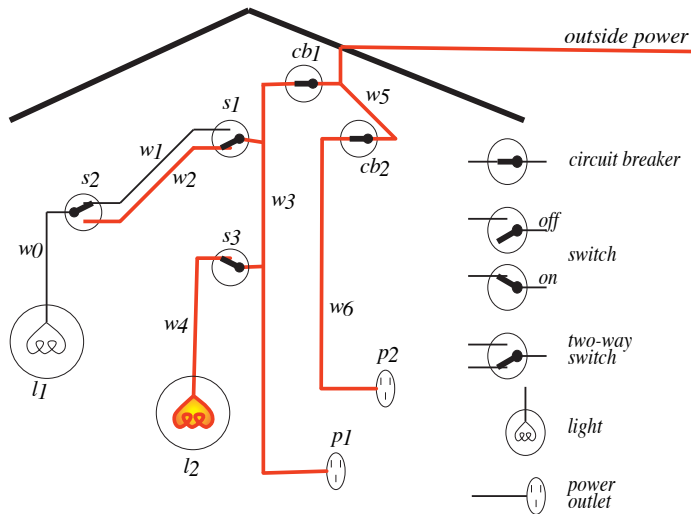 outside power
cb1
w5
s1
cb2
w1
w2
s2
w3
w0
s3
w4
w6
l1
p2
l2
p1
circuit breaker
off
switch
on
two-way
switch
light
power
outlet